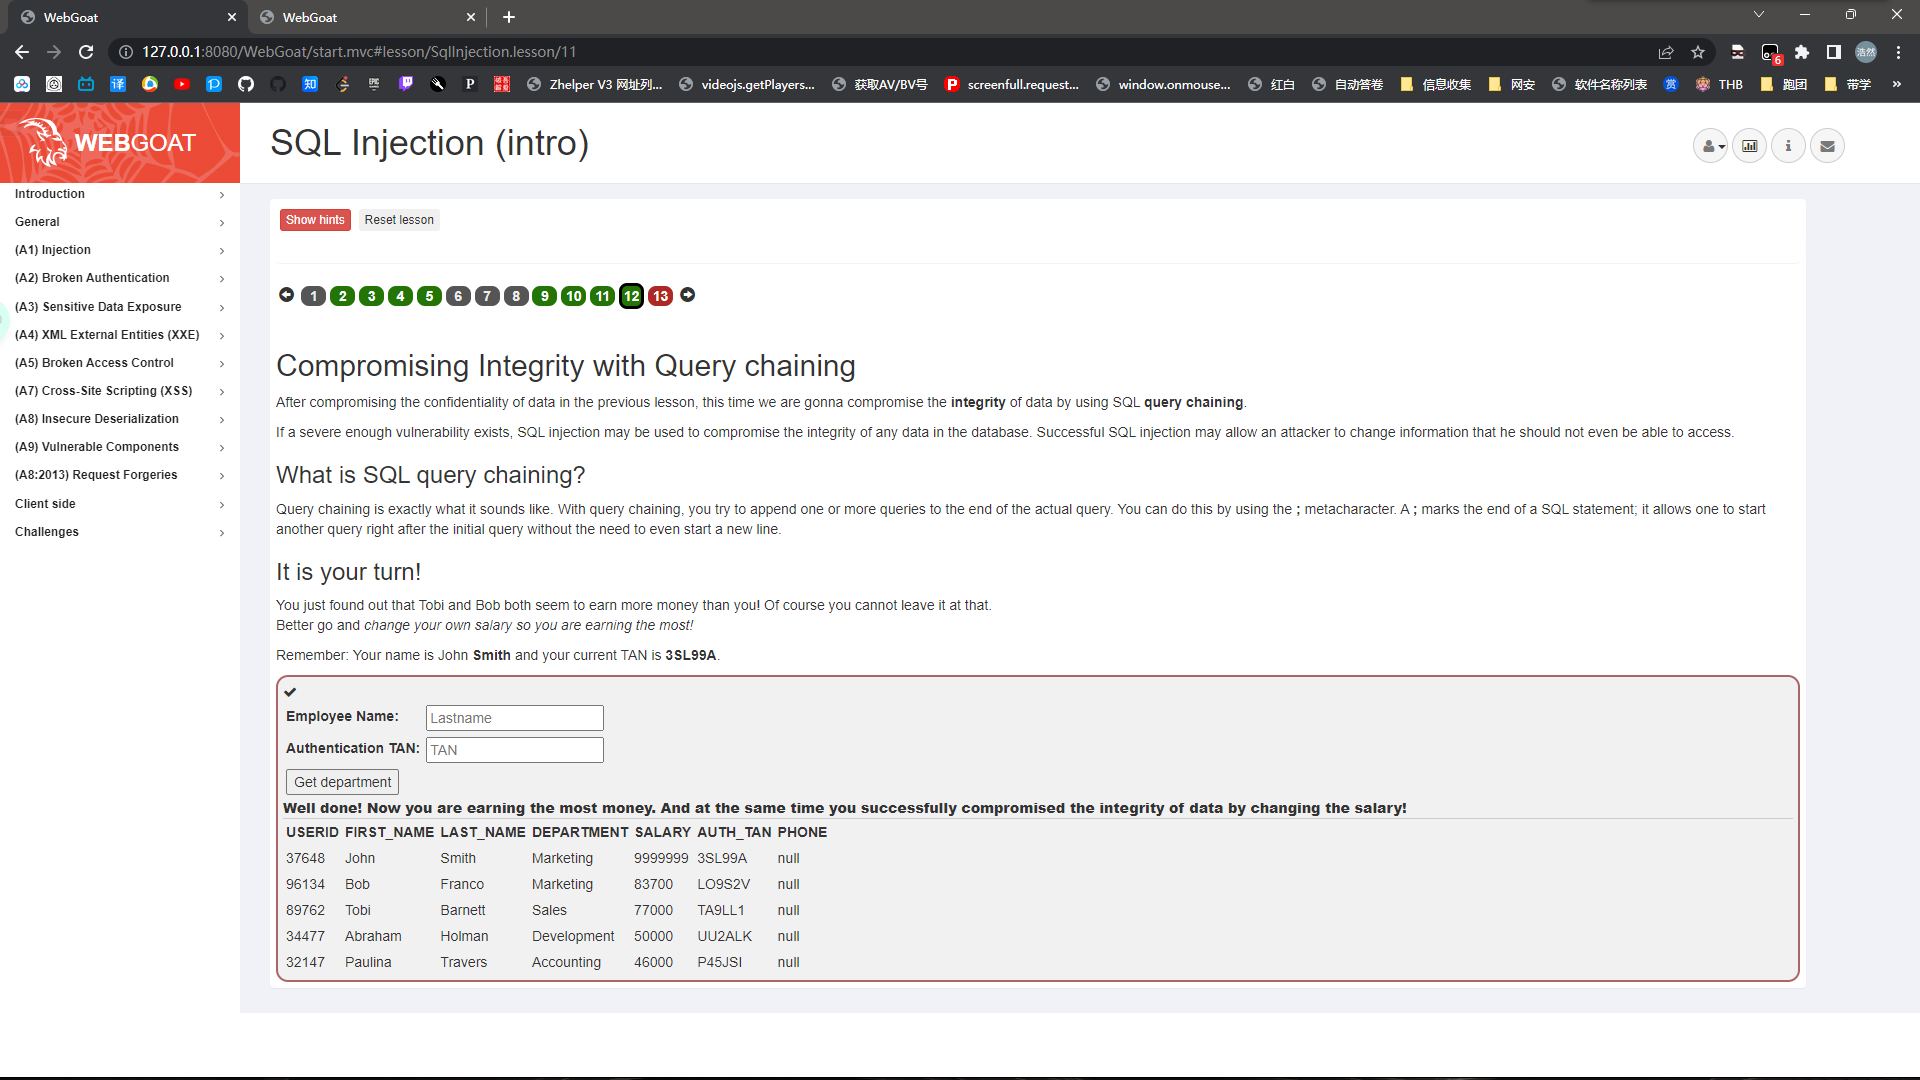 WebGoat
WebGoat
127.0.0.1:8080/WebGoat/start.mvc#lesson/SqlInjection.lesson/11
6
浩然
译
知
EPIC
P
Zhelper V3 网址列...
videojs.getPlayers...
获取AV/BV号
screenfull.request...
window.onmouse...
红白
自动答卷
信息收集
网安
软件名称列表
赏
THB
跑团
带学
»
WEBGOAT
SQL Injection (intro)
Introduction
General
(A1) Injection
(A2) Broken Authentication
(A3) Sensitive Data Exposure
(A4) XML External Entities (XXE)
(A5) Broken Access Control
(A7) Cross-Site Scripting (XSS)
(A8) Insecure Deserialization
(A9) Vulnerable Components
(A8:2013) Request Forgeries
Client side
Challenges
Show hints Reset lesson
1 2 3 4 5 6 7 8 9 10 11 12 13
Compromising Integrity with Query chaining
After compromising the confidentiality of data in the previous lesson, this time we are gonna compromise the integrity of data by using SQL query chaining.
If a severe enough vulnerability exists, SQL injection may be used to compromise the integrity of any data in the database. Successful SQL injection may allow an attacker to change information that he should not even be able to access.
What is SQL query chaining?
Query chaining is exactly what it sounds like. With query chaining, you try to append one or more queries to the end of the actual query. You can do this by using the ; metacharacter. A ; marks the end of a SQL statement; it allows one to start
another query right after the initial query without the need to even start a new line.
It is your turn!
You just found out that Tobi and Bob both seem to earn more money than you! Of course you cannot leave it at that.
Better go and change your own salary so you are earning the most!
Remember: Your name is John Smith and your current TAN is 3SL99A.
Employee Name: Lastname
Authentication TAN: TAN
Get department
Well done! Now you are earning the most money. And at the same time you successfully compromised the integrity of data by changing the salary!
USERID FIRST_NAME LAST_NAME DEPARTMENT SALARY AUTH_TAN PHONE
37648 John Smith Marketing 9999999 3SL99A null
96134 Bob Franco Marketing 83700 LO9S2V null
89762 Tobi Barnett Sales 77000 TA9LL1 null
34477 Abraham Holman Development 50000 UU2ALK null
32147 Paulina Travers Accounting 46000 P45JSI null